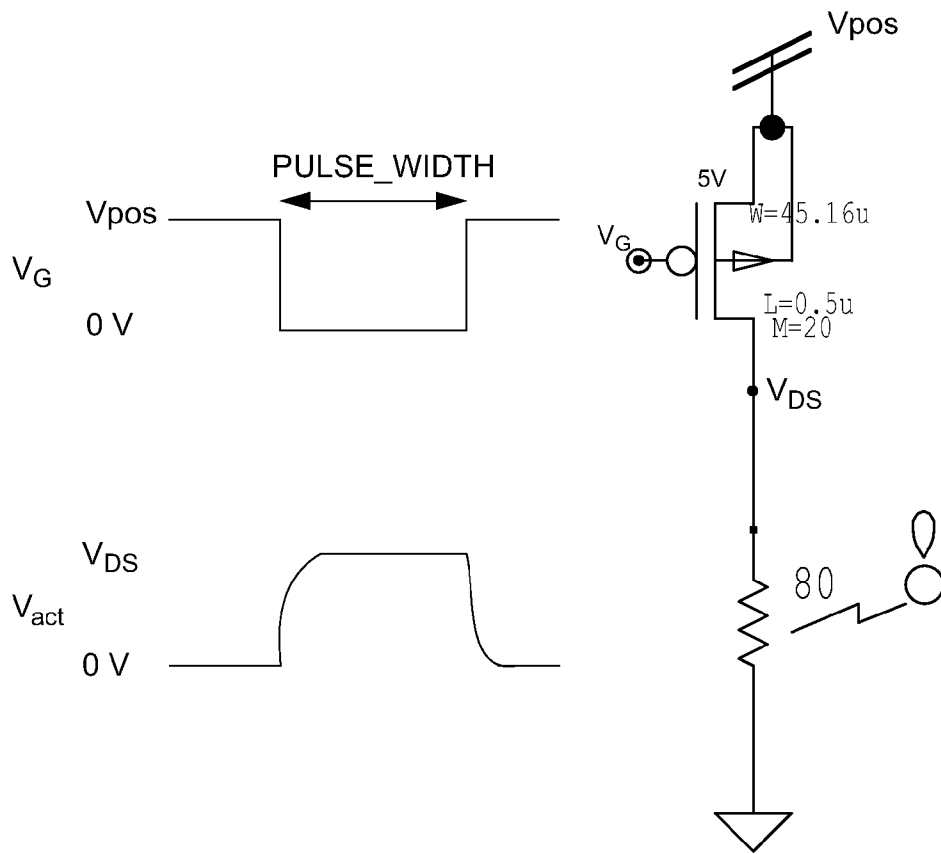 Vpos
PULSE_WIDTH
5V
Vpos
W=45.16u
VG
VG
L=0.5u
0 V
M=20
VDS
VDS
80
Vact
0 V